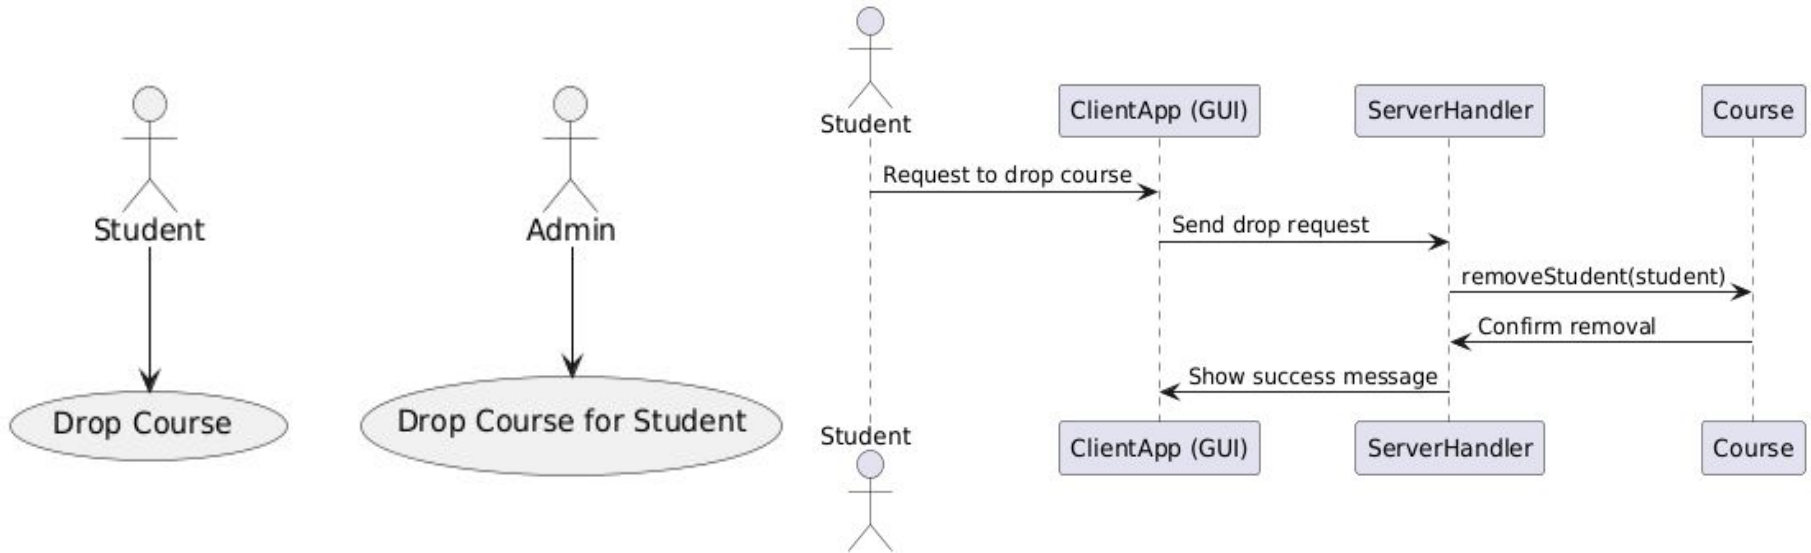 Student
Drop Course
Admin
Drop Course for Student
Student
ClientApp (GUI)
ServerHandler
Course
Request to drop course
Send drop request
removeStudent(student)
Confirm removal
Show success message
Student
ClientApp (GUI)
ServerHandler
Course